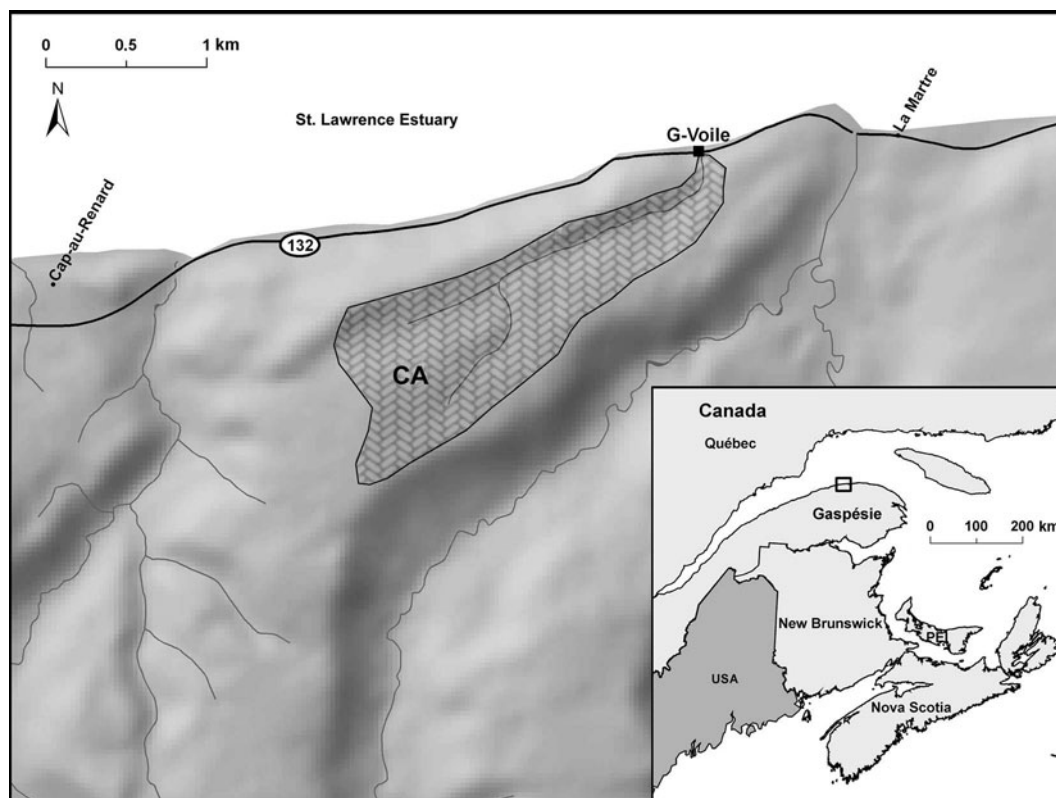 0 0.5 1 km
N
St. Lawrence Estuary
G-Voile
La Martre
Cap-au-Renard
132
CA
Canada
Québec
Gaspésie
0 100 200 km
New Brunswick
PEI
USA
Nova Scotia